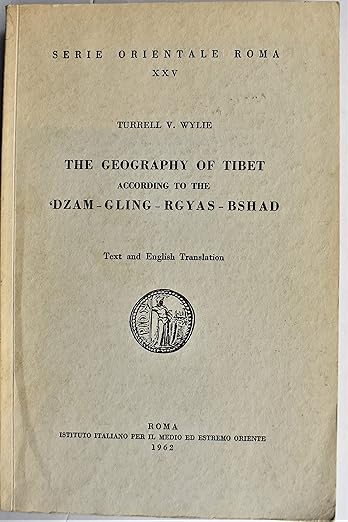 SERIE ORIENTALE ROMA
XXV
TURRELL V. WYLIE
THE GEOGRAPHY OF TIBET
ACCORDING TO THE
'DZAM-GLING-RGYAS-BSHAD
Text and English Translation
ROMA
ISTITUTO ITALIANO PER IL MEDIO ED ESTREMO ORIENTE
1962